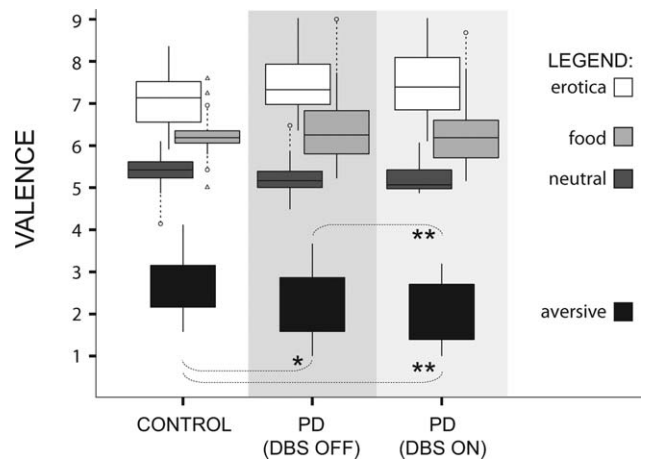 VALENCE
9
8
7
6
5
4
3
2
1
**
*
**
CONTROL
PD
(DBS OFF)
PD
(DBS ON)
LEGEND:
erotica
food
neutral
aversive